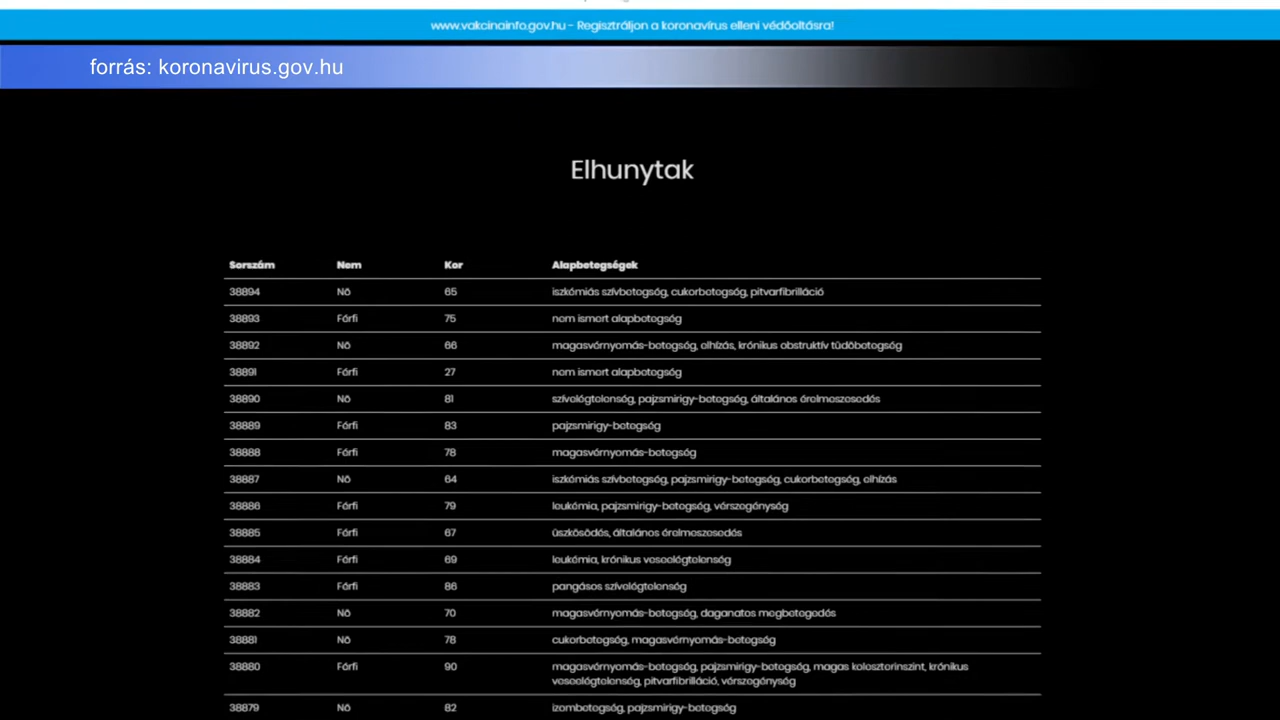 www.vakcinainfo.gov.hu - Regisztráljon a koronavírus elleni védőoltásra!
forrás: koronavirus.gov.hu
Elhunytak
Sorszám Nem Kor Alapbetegségek
38894 Nő 65 iszkémiás szívbetegség, cukorbetegség, pitvarfibrilláció
38893 Férfi 75 nem ismert alapbetegség
38892 Nő 66 magasvérnyomás-betegség, elhízás, krónikus obstruktív tüdőbetegség
38891 Férfi 27 nem ismert alapbetegség
38890 Nő 81 szívelégtelenség, pajzsmirigy-betegség, általános érelmeszesedés
38889 Férfi 83 pajzsmirigy-betegség
38888 Férfi 78 magasvérnyomás-betegség
38887 Nő 64 iszkémiás szívbetegség, pajzsmirigy-betegség, cukorbetegség, elhízás
38886 Férfi 79 leukémia, pajzsmirigy-betegség, vérszegénység
38885 Férfi 67 üszkösödés, általános érelmeszesedés
38884 Férfi 69 leukémia, krónikus veseelégtelenség
38883 Férfi 86 pangásos szívelégtelenség
38882 Nő 70 magasvérnyomás-betegség, daganatos megbetegedés
38881 Nő 78 cukorbetegség, magasvérnyomás-betegség
38880 Férfi 90 magasvérnyomás-betegség, pajzsmirigy-betegség, magas koleszterinszint, krónikus
veseelégtelenség, pitvarfibrilláció, vérszegénység
38879 Nő 82 izombetegség, pajzsmirigy-betegség